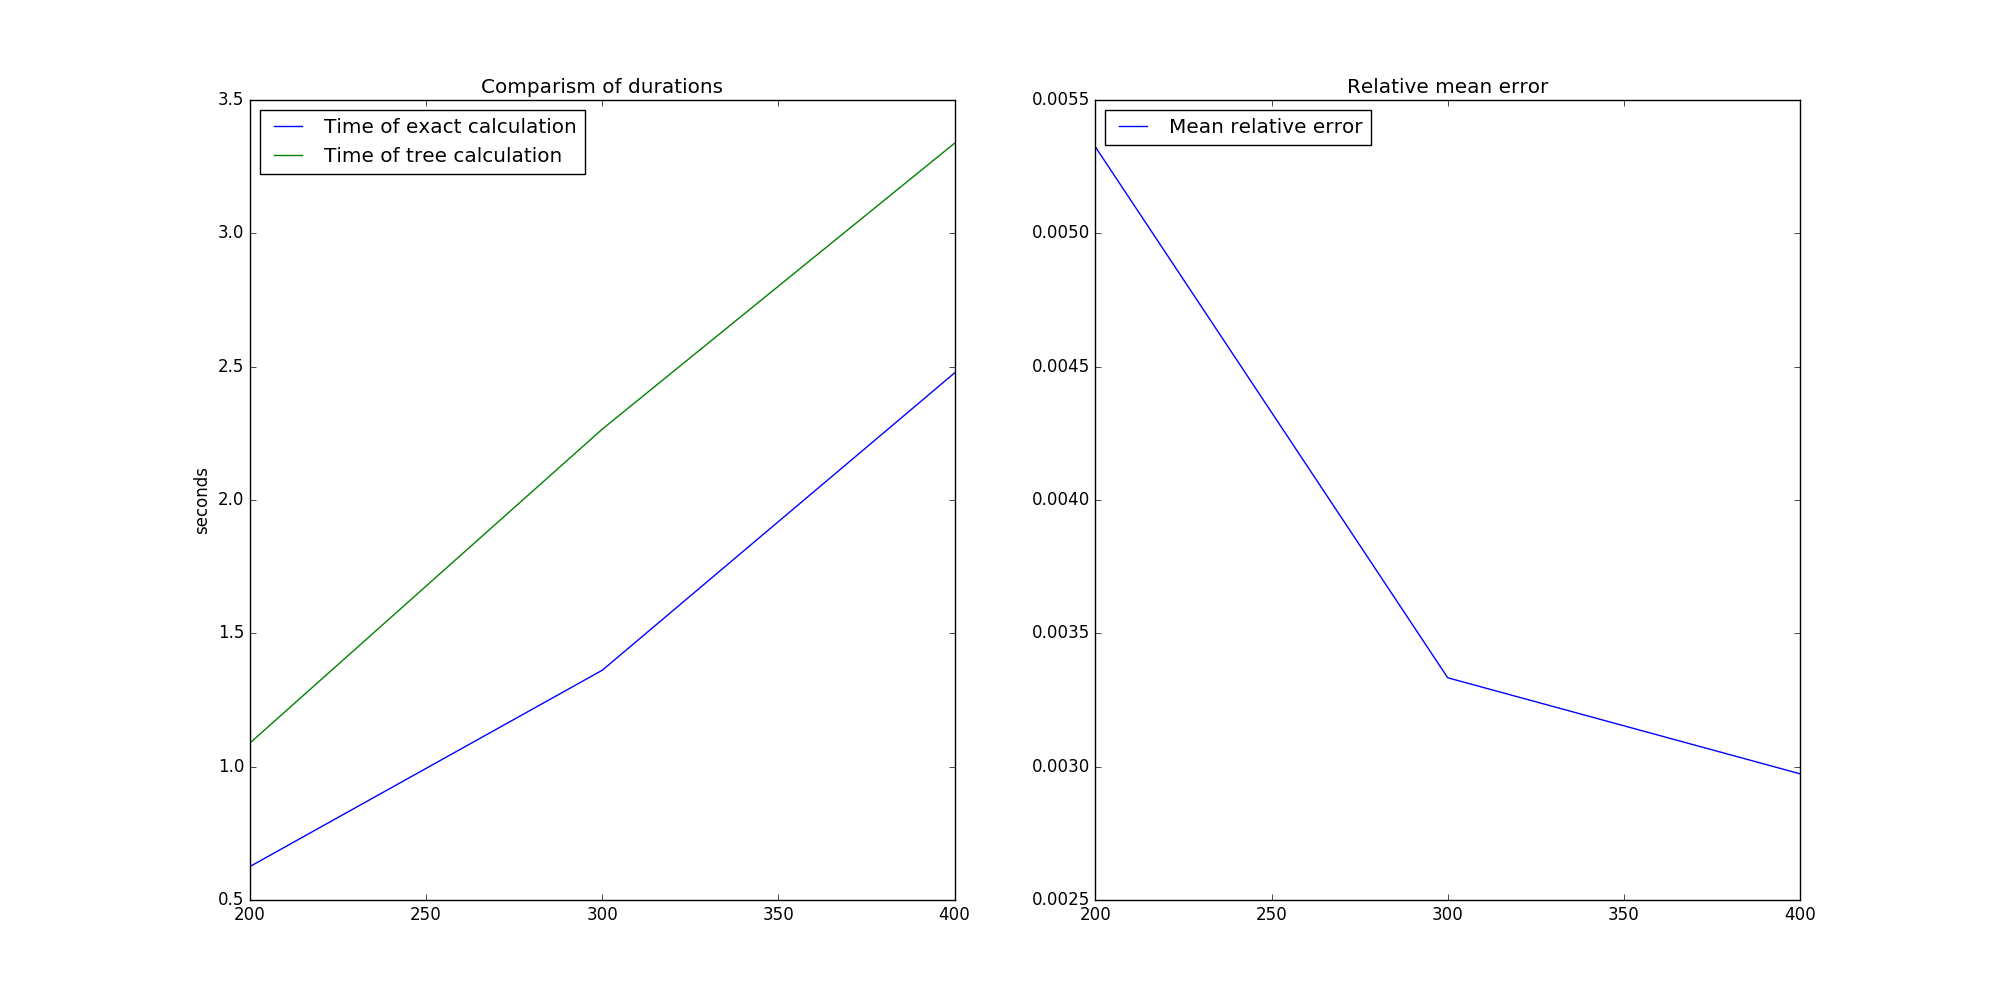 Comparism of durations
3.5
3.0
2.5
2.0
1.5
1.0
0.5
seconds
Time of exact calculation
Time of tree calculation
200 250 300 350 400
Relative mean error
0.0055
0.0050
0.0045
0.0040
0.0035
0.0030
0.0025
Mean relative error
200 250 300 350 400